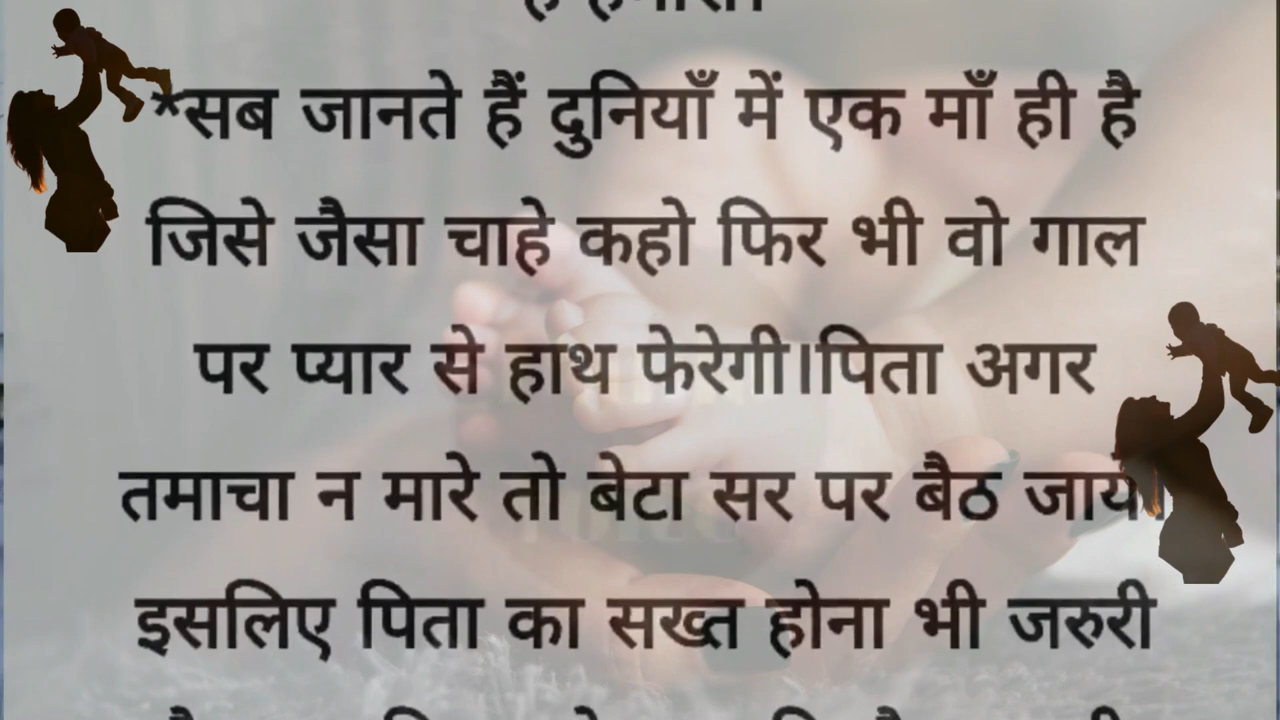 *सब जानते हैं दुनियाँ में एक माँ ही है
जिसे जैसा चाहे कहो फिर भी वो गाल
पर प्यार से हाथ फेरेगी।पिता अगर
तमाचा न मारे तो बेटा सर पर बैठ जाये।
इसलिए पिता का सख्त होना भी जरुरी